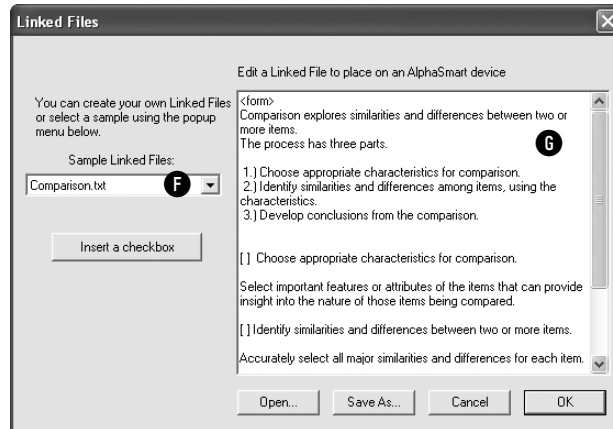 Linked Files
Edit a Linked File to place on an AlphaSmart device
You can create your own Linked Files
or select a sample using the popup
menu below.
Sample Linked Files:
Comparison.txt
F
Insert a checkbox
<form>
Comparison explores similarities and differences between two or
more items.
The process has three parts.
1.) Choose appropriate characteristics for comparison.
2.) Identify similarities and differences among items, using the
characteristics.
3.) Develop conclusions from the comparison.
[ ] Choose appropriate characteristics for comparison.
Select important features or attributes of the items that can provide
insight into the nature of those items being compared.
[ ] Identify similarities and differences between two or more items.
Accurately select all major similarities and differences for each item.
G
Open...
Save As...
Cancel
OK